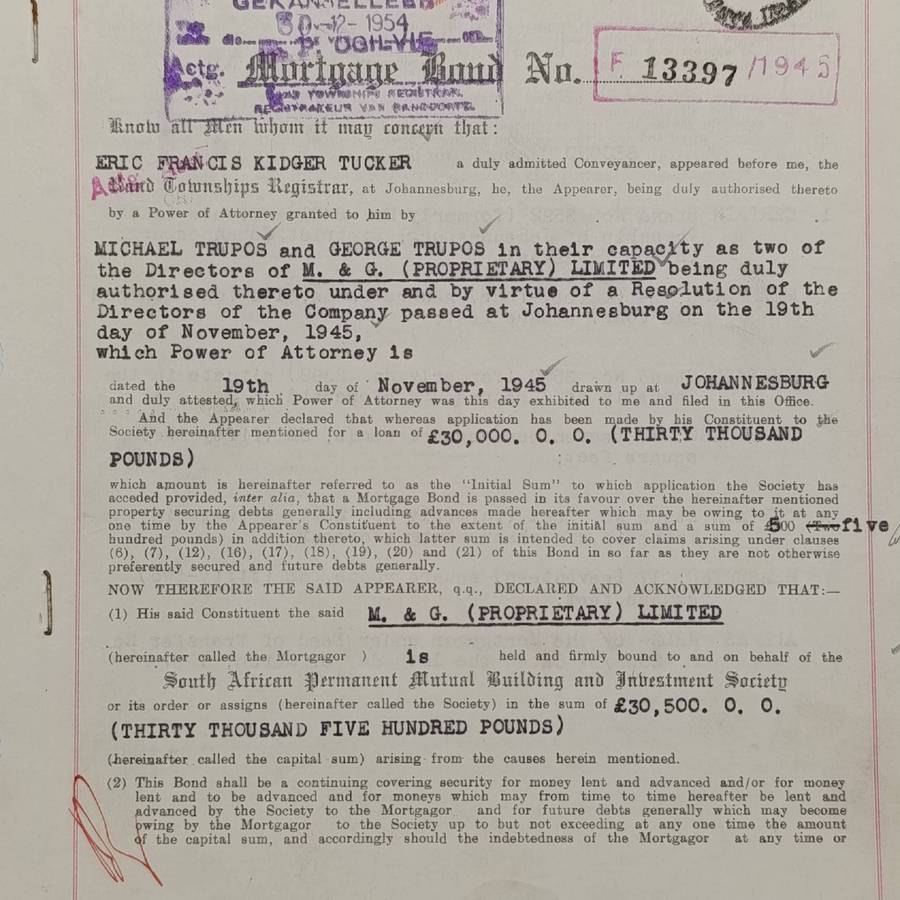 GEKANSELLEER
30-12-1954
OGILVIE
Actg. Mortgage Bond No. F 13397/1945
RAND TOWNSHIPS REGISTRAR.
REGISTRATEUR VAN RANDDORPE.
Know all Men whom it may concern that:
ERIC FRANCIS KIDGER TUCKER a duly admitted Conveyancer, appeared before me, the
Rand Townships Registrar, at Johannesburg, he, the Appearer, being duly authorised thereto
by a Power of Attorney granted to him by
MICHAEL TRUPOS and GEORGE TRUPOS in their capacity as two of
the Directors of M. & G. (PROPRIETARY) LIMITED being duly
authorised thereto under and by virtue of a Resolution of the
Directors of the Company passed at Johannesburg on the 19th
day of November, 1945,
which Power of Attorney is
dated the 19th day of November, 1945 drawn up at JOHANNESBURG
and duly attested, which Power of Attorney was this day exhibited to me and filed in this Office.
And the Appearer declared that whereas application has been made by his Constituent to the
Society hereinafter mentioned for a loan of £30,000. 0. 0. (THIRTY THOUSAND
POUNDS)
which amount is hereinafter referred to as the "Initial Sum" to which application the Society has
acceded provided, inter alia, that a Mortgage Bond is passed in its favour over the hereinafter mentioned
property securing debts generally including advances made hereafter which may be owing to it at any
one time by the Appearer's Constituent to the extent of the initial sum and a sum of £500 (Two five
hundred pounds) in addition thereto, which latter sum is intended to cover claims arising under clauses
(6), (7), (12), (16), (17), (18), (19), (20) and (21) of this Bond in so far as they are not otherwise
preferently secured and future debts generally.
NOW THEREFORE THE SAID APPEARER, q.q., DECLARED AND ACKNOWLEDGED THAT:—
(1) His said Constituent the said M. & G. (PROPRIETARY) LIMITED
(hereinafter called the Mortgagor ) is held and firmly bound to and on behalf of the
South African Permanent Mutual Building and Investment Society
or its order or assigns (hereinafter called the Society) in the sum of £30,500. 0. 0.
(THIRTY THOUSAND FIVE HUNDRED POUNDS)
(hereinafter called the capital sum) arising from the causes herein mentioned.
(2) This Bond shall be a continuing covering security for money lent and advanced and/or for money
lent and to be advanced and for moneys which may from time to time hereafter be lent and
advanced by the Society to the Mortgagor and for future debts generally which may become
owing by the Mortgagor to the Society up to but not exceeding at any one time the amount
of the capital sum, and accordingly should the indebtedness of the Mortgagor at any time or